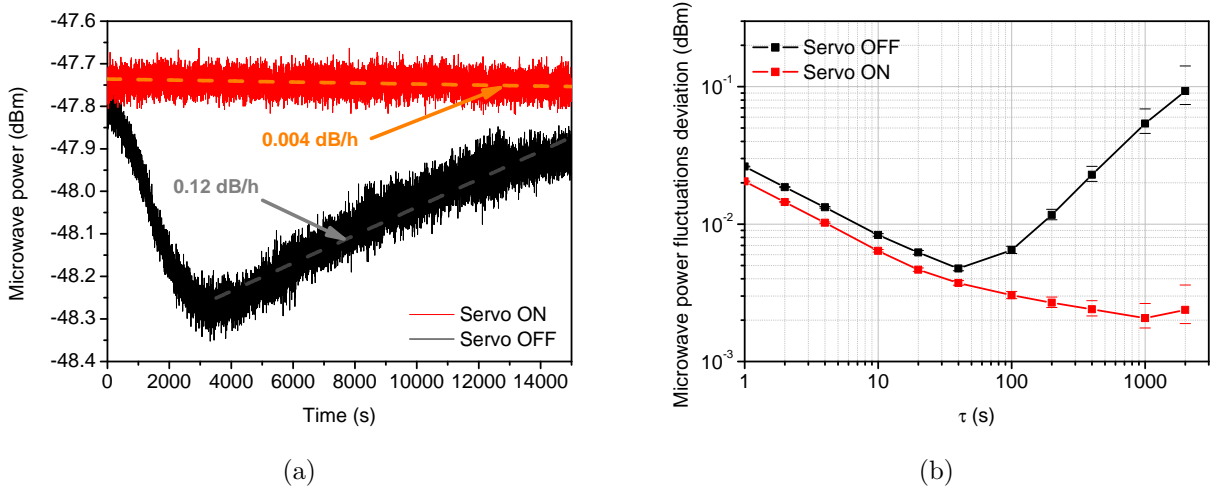 -47.6
-47.7
-47.8
-47.9
-48.0
-48.1
-48.2
-48.3
-48.4
Microwave power (dBm)
0.004 dB/h
0.12 dB/h
Servo ON
Servo OFF
0 2000 4000 6000 8000 10000 12000 14000
Time (s)
(a)
Servo OFF
Servo ON
10⁻¹
10⁻²
10⁻³
Microwave power fluctuations deviation (dBm)
1 10 100 1000
τ (s)
(b)